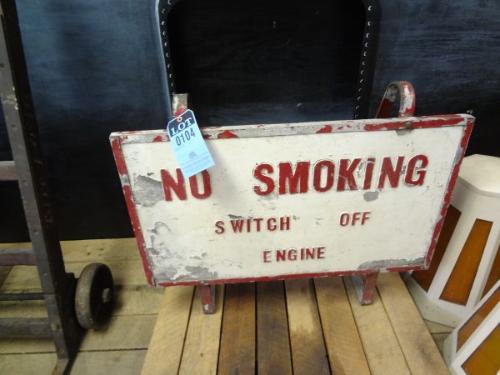 LOT
0104
NO SMOKING
SWITCH OFF
ENGINE